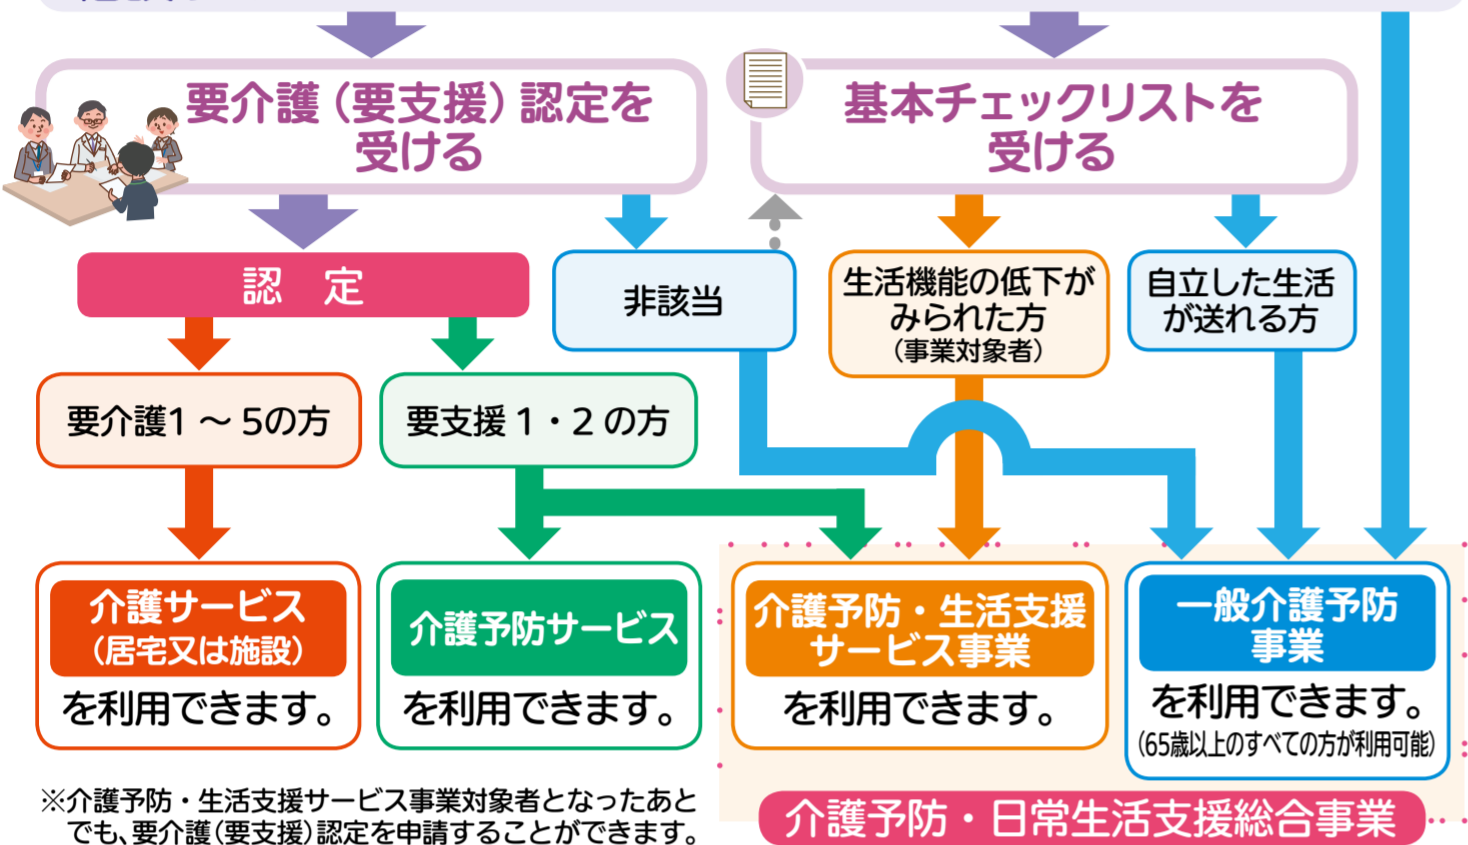 要介護（要支援）認定を
受ける
基本チェックリストを
受ける
認　定
非該当
生活機能の低下が
みられた方
（事業対象者）
自立した生活
が送れる方
要介護1 ～ 5の方
要支援 1・2 の方
介護サービス
（居宅又は施設）
を利用できます。
介護予防サービス
を利用できます。
介護予防・生活支援
サービス事業
を利用できます。
一般介護予防
事業
を利用できます。
（65歳以上のすべての方が利用可能）
※介護予防・生活支援サービス事業対象者となったあと
でも、要介護（要支援）認定を申請することができます。
介護予防・日常生活支援総合事業